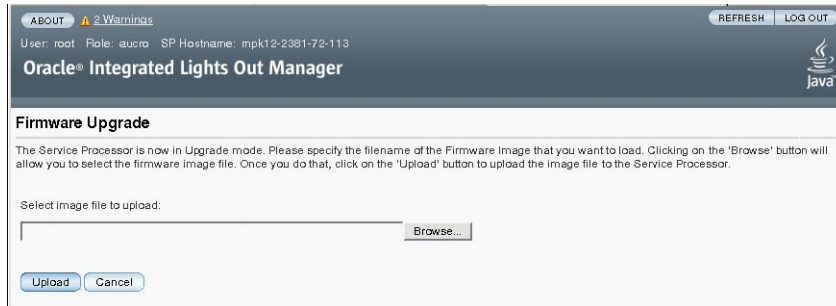 ABOUT 2 Warnings REFRESH LOG OUT
User: root Role: aucro SP Hostname: mpk12-2381-72-113
Oracle® Integrated Lights Out Manager
Java
Firmware Upgrade
The Service Processor is now in Upgrade mode. Please specify the filename of the Firmware Image that you want to load. Clicking on the 'Browse' button will
allow you to select the firmware image file. Once you do that, click on the 'Upload' button to upload the image file to the Service Processor.
Select image file to upload:
Browse...
Upload Cancel